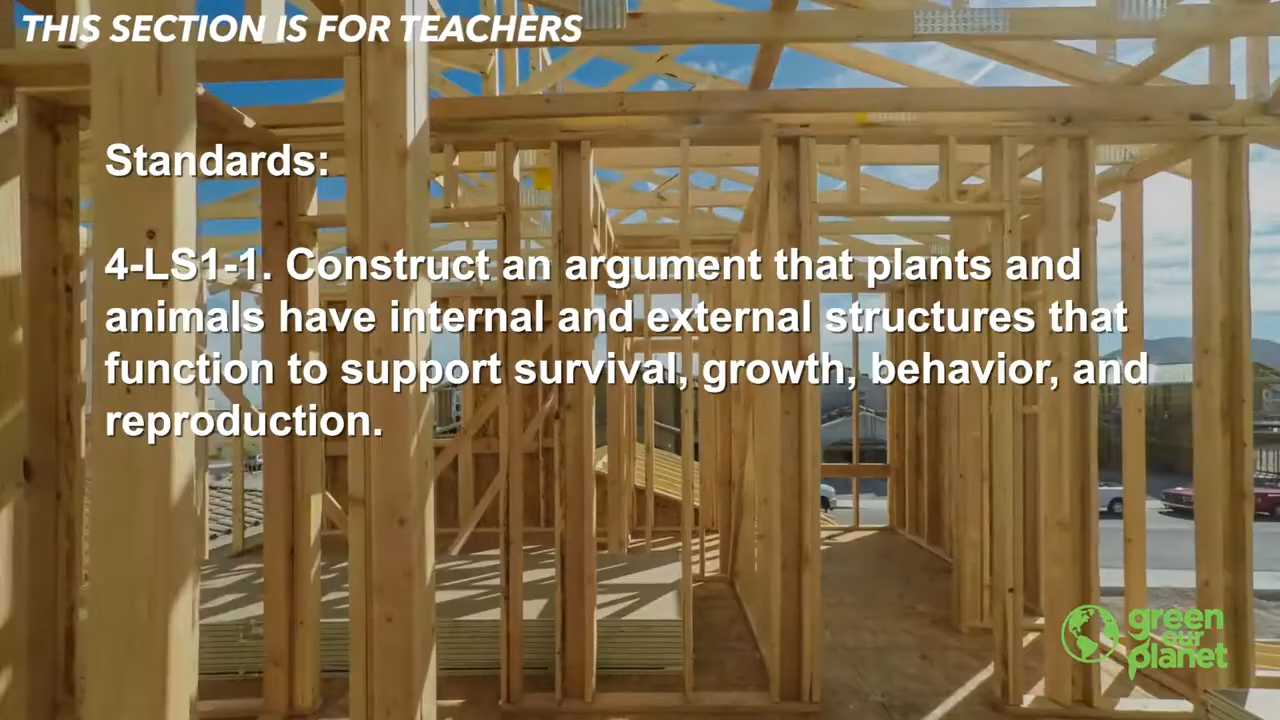 THIS SECTION IS FOR TEACHERS
Standards:
4-LS1-1. Construct an argument that plants and
animals have internal and external structures that
function to support survival, growth, behavior, and
reproduction.
green
our
planet